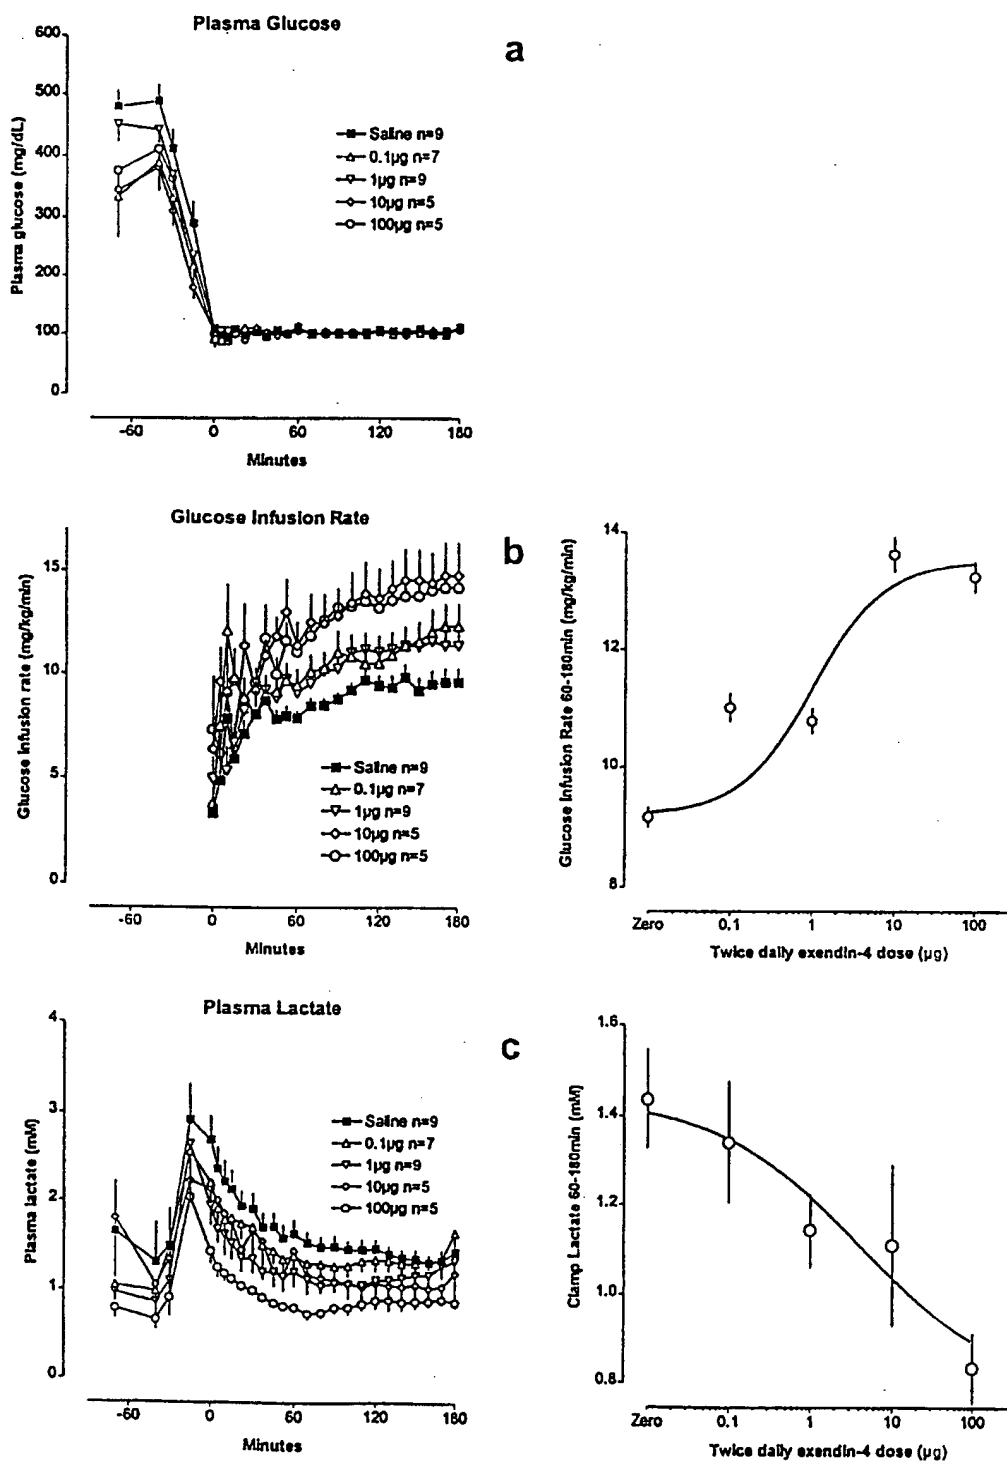 Plasma Glucose
a
600
500
400
300
200
100
0
Plasma glucose (mg/dL)
Saline n=9
0.1µg n=7
1µg n=9
10µg n=5
100µg n=5
-60 0 60 120 180
Minutes
Glucose Infusion Rate
b
15
10
5
0
Glucose Infusion rate (mg/kg/min)
Saline n=9
0.1µg n=7
1µg n=9
10µg n=5
100µg n=5
-60 0 60 120 180
Minutes
14
12
10
8
Glucose Infusion Rate 60-180min (mg/kg/min)
Zero 0.1 1 10 100
Twice daily exendin-4 dose (µg)
Plasma Lactate
c
4
3
2
1
0
Plasma lactate (mM)
Saline n=9
0.1µg n=7
1µg n=9
10µg n=5
100µg n=5
-60 0 60 120 180
Minutes
1.6
1.4
1.2
1.0
0.8
Clamp Lactate 60-180min (mM)
Zero 0.1 1 10 100
Twice daily exendin-4 dose (µg)